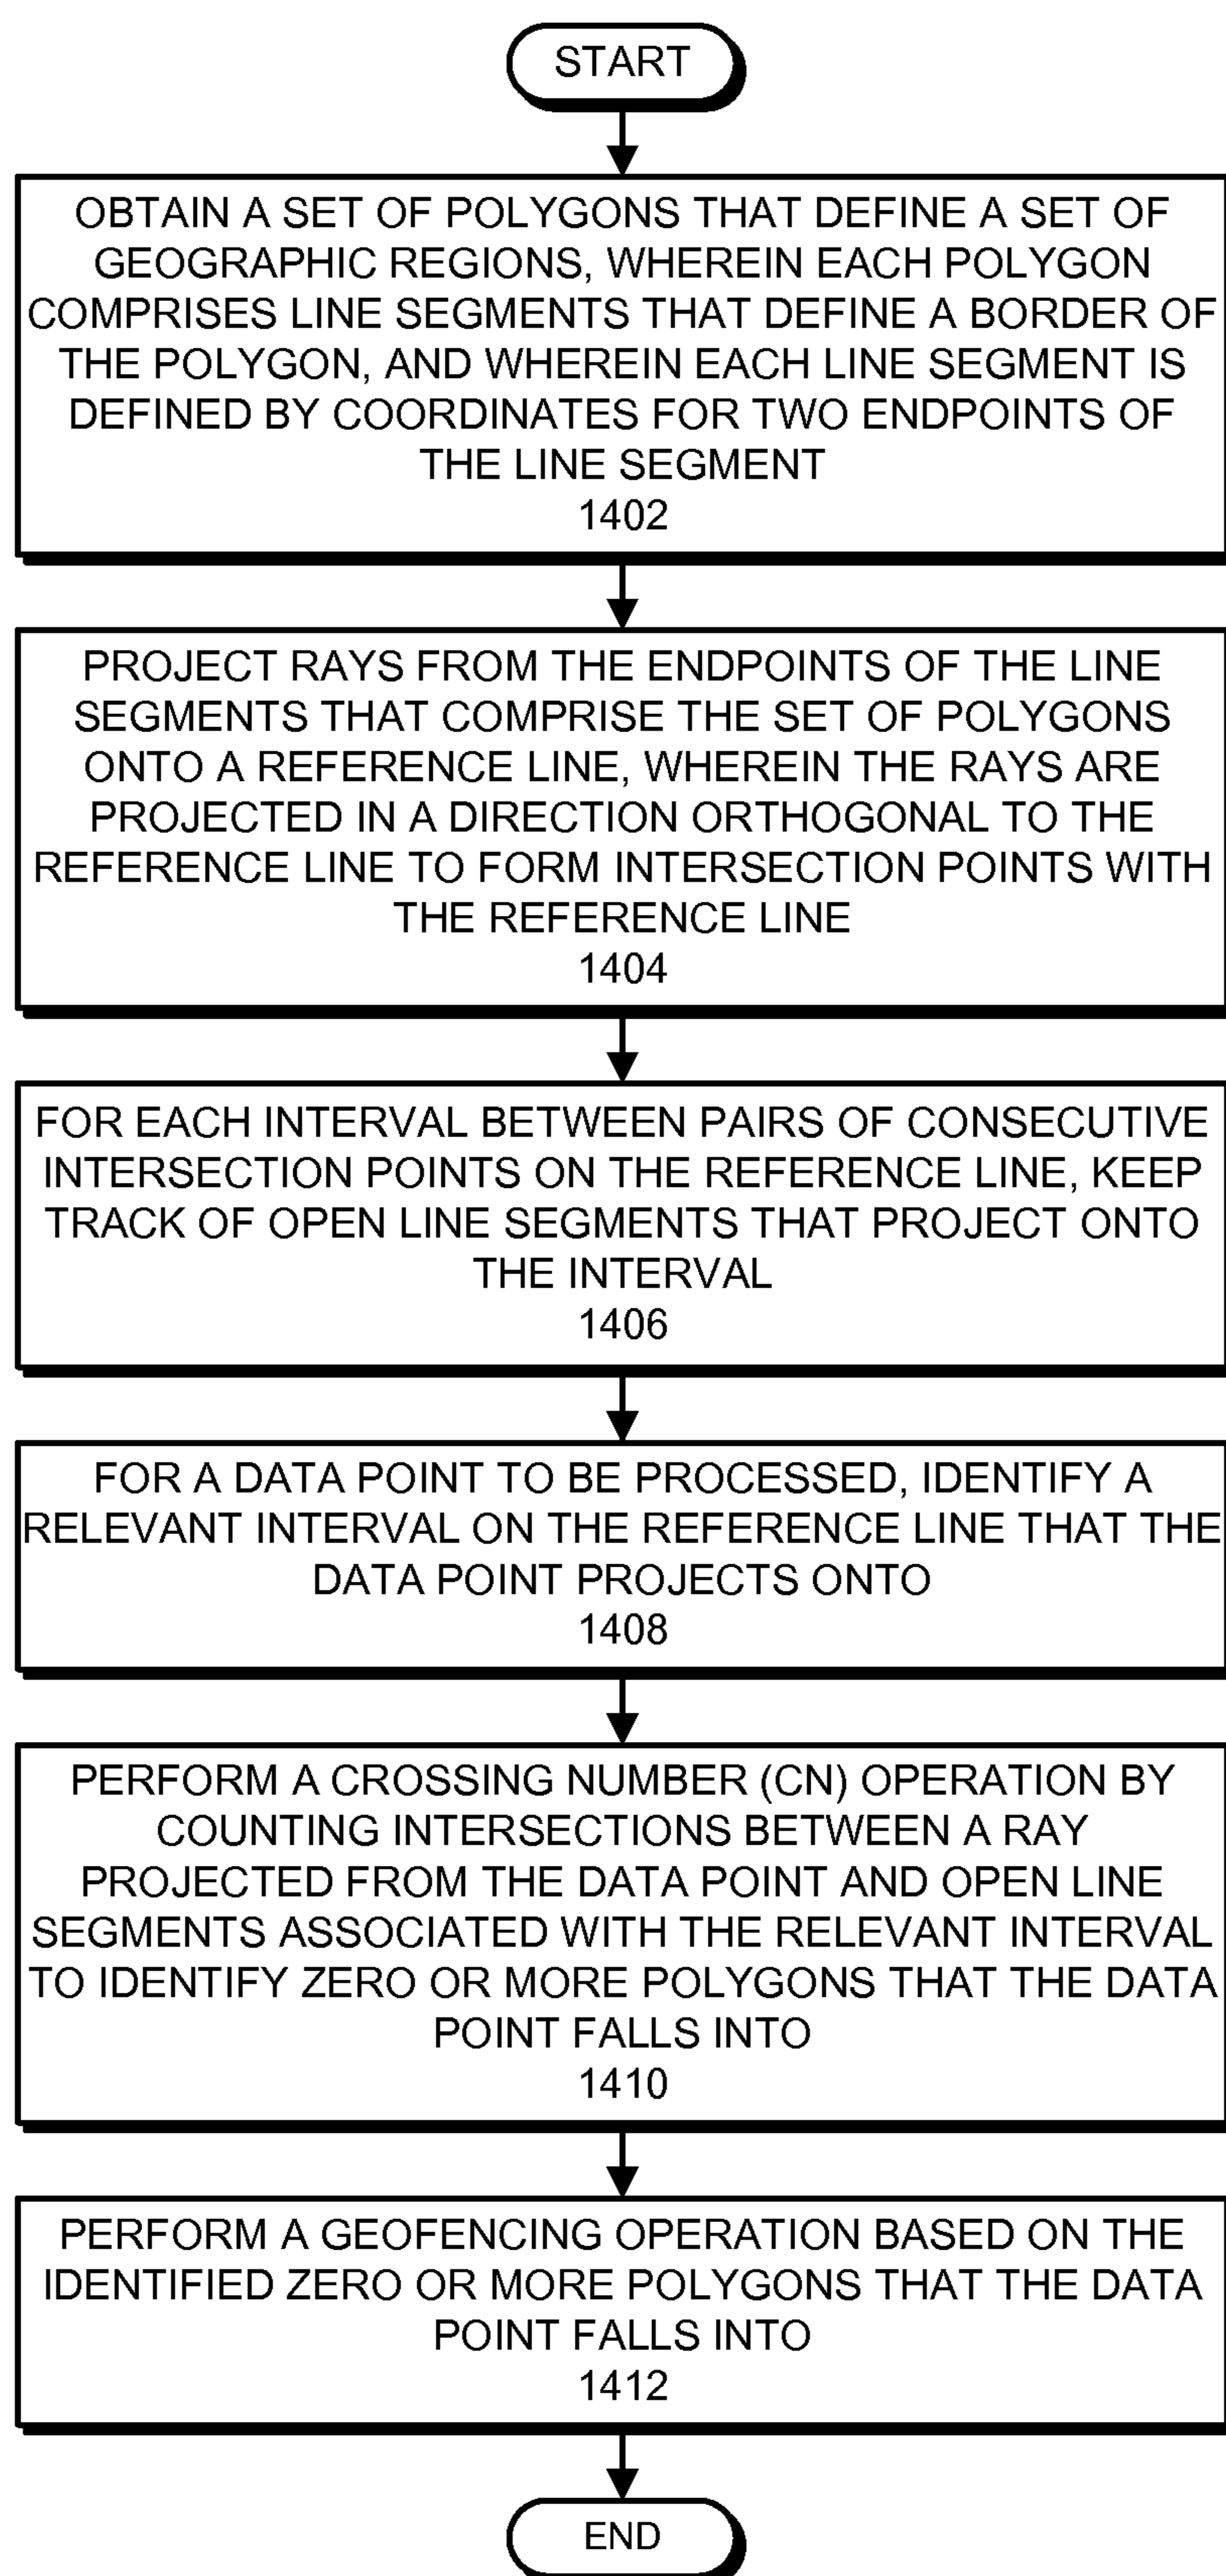 START
OBTAIN A SET OF POLYGONS THAT DEFINE A SET OF
GEOGRAPHIC REGIONS, WHEREIN EACH POLYGON
COMPRISES LINE SEGMENTS THAT DEFINE A BORDER OF
THE POLYGON, AND WHEREIN EACH LINE SEGMENT IS
DEFINED BY COORDINATES FOR TWO ENDPOINTS OF
THE LINE SEGMENT
1402
PROJECT RAYS FROM THE ENDPOINTS OF THE LINE
SEGMENTS THAT COMPRISE THE SET OF POLYGONS
ONTO A REFERENCE LINE, WHEREIN THE RAYS ARE
PROJECTED IN A DIRECTION ORTHOGONAL TO THE
REFERENCE LINE TO FORM INTERSECTION POINTS WITH
THE REFERENCE LINE
1404
FOR EACH INTERVAL BETWEEN PAIRS OF CONSECUTIVE
INTERSECTION POINTS ON THE REFERENCE LINE, KEEP
TRACK OF OPEN LINE SEGMENTS THAT PROJECT ONTO
THE INTERVAL
1406
FOR A DATA POINT TO BE PROCESSED, IDENTIFY A
RELEVANT INTERVAL ON THE REFERENCE LINE THAT THE
DATA POINT PROJECTS ONTO
1408
PERFORM A CROSSING NUMBER (CN) OPERATION BY
COUNTING INTERSECTIONS BETWEEN A RAY
PROJECTED FROM THE DATA POINT AND OPEN LINE
SEGMENTS ASSOCIATED WITH THE RELEVANT INTERVAL
TO IDENTIFY ZERO OR MORE POLYGONS THAT THE DATA
POINT FALLS INTO
1410
PERFORM A GEOFENCING OPERATION BASED ON THE
IDENTIFIED ZERO OR MORE POLYGONS THAT THE DATA
POINT FALLS INTO
1412
END